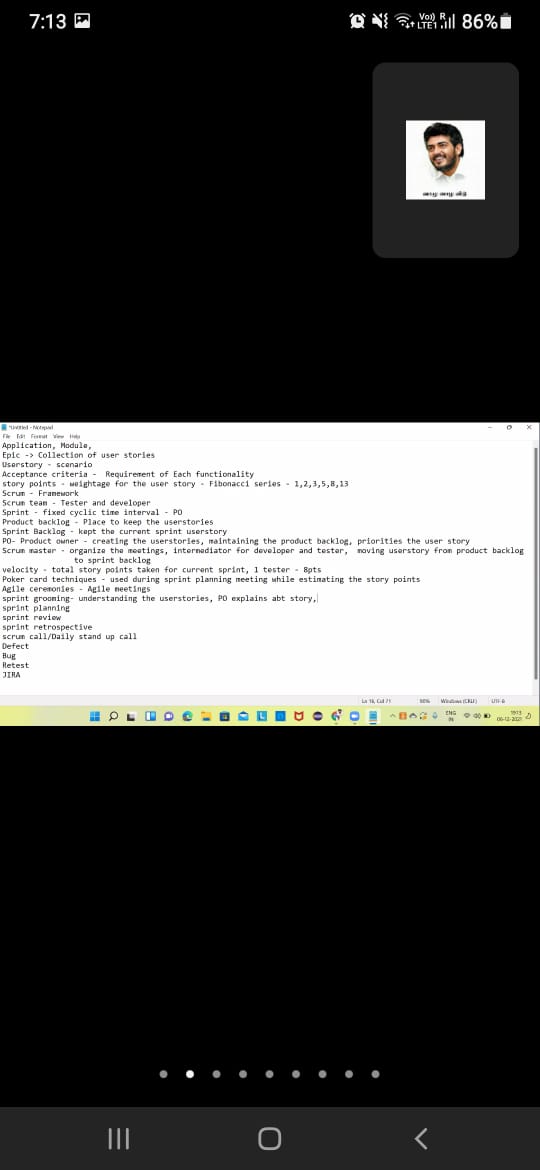 7:13
Vo)) R
LTE1
86%
வாழு வாழ விடு
*Untitled - Notepad
File Edit Format View Help
Application, Module,
Epic -> Collection of user stories
Userstory - scenario
Acceptance criteria - Requirement of Each functionality
story points - weightage for the user story - Fibonacci series - 1,2,3,5,8,13
Scrum - Framework
Scrum team - Tester and developer
Sprint - fixed cyclic time interval - PO
Product backlog - Place to keep the userstories
Sprint Backlog - kept the current sprint userstory
PO- Product owner - creating the userstories, maintaining the product backlog, priorities the user story
Scrum master - organize the meetings, intermediator for developer and tester, moving userstory from product backlog
to sprint backlog
velocity - total story points taken for current sprint, 1 tester - 8pts
Poker card techniques - used during sprint planning meeting while estimating the story points
Agile ceremonies - Agile meetings
sprint grooming- understanding the userstories, PO explains abt story,
sprint planning
sprint review
sprint retrospective
scrum call/Daily stand up call
Defect
Bug
Retest
JIRA
Ln 16, Col 71
90%
Windows (CRLF)
UTF-8
ENG
IN
19:13
06-12-2021